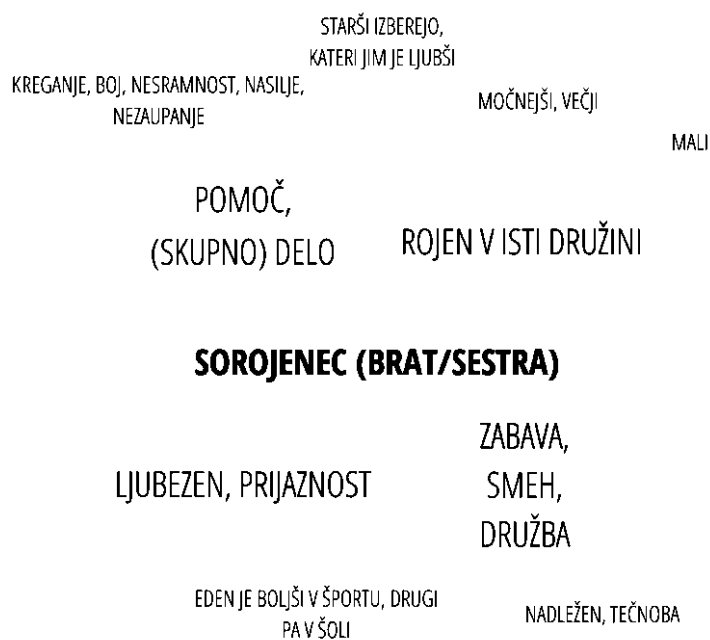 STARŠI IZBEREJO,
KATERI JIM JE LJUBŠI
KREGANJE, BOJ, NESRAMNOST, NASILJE,
NEZAUPANJE
MOČNEJŠI, VEČJI
MALI
POMOČ,
(SKUPNO) DELO
ROJEN V ISTI DRUŽINI
SOROJENEC (BRAT/SESTRA)
LJUBEZEN, PRIJAZNOST
ZABAVA,
SMEH,
DRUŽBA
EDEN JE BOLJŠI V ŠPORTU, DRUGI
PA V ŠOLI
NADLEŽEN, TEČNOBA